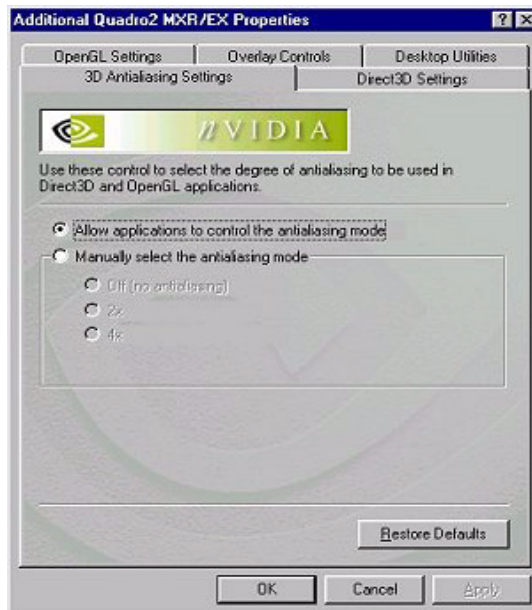 Additional Quadro2 MXR/EX Properties
OpenGL Settings Overlay Controls Desktop Utilities
3D Antialiasing Settings Direct3D Settings
nVIDIA
Use these control to select the degree of antialiasing to be used in
Direct3D and OpenGL applications.
Allow applications to control the antialiasing mode
Manually select the antialiasing mode
Off (no antialiasing)
2x
4x
Restore Defaults
OK Cancel Apply